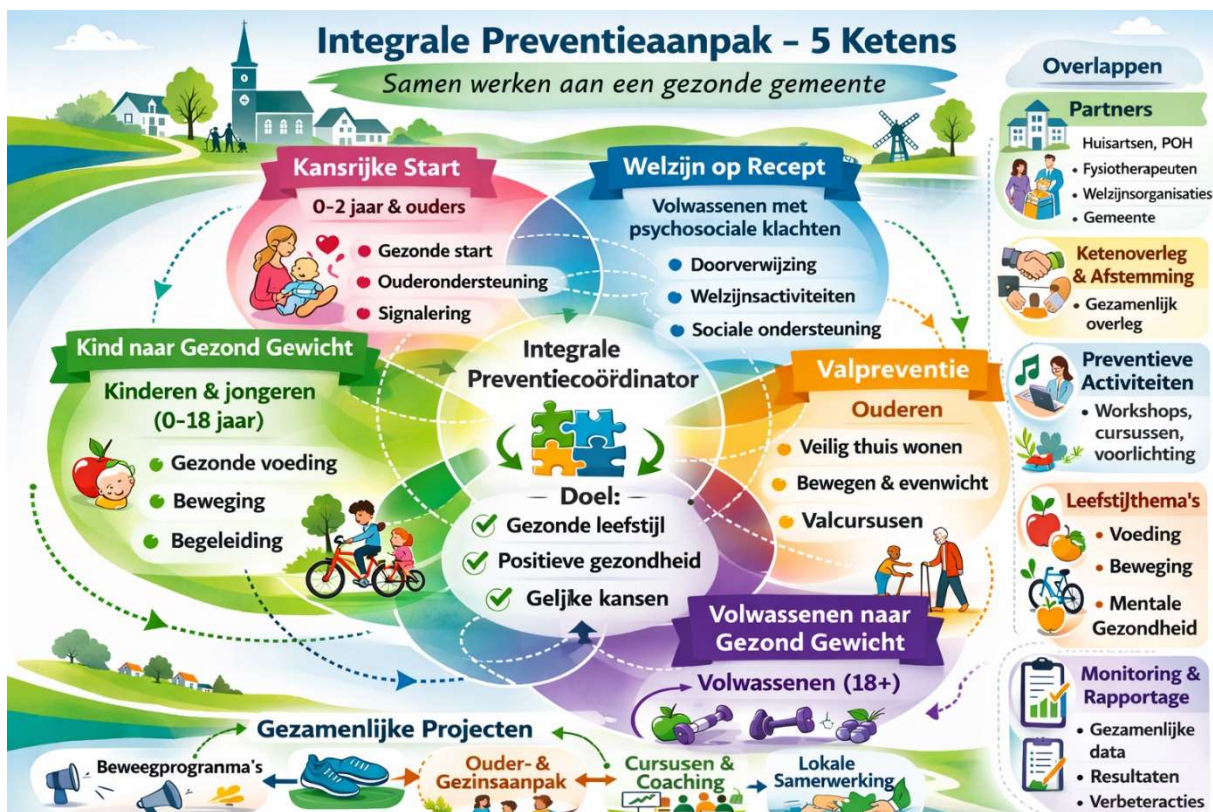 Integrale Preventieaanpak – 5 Ketens
Samen werken aan een gezonde gemeente
Kansrijke Start
0-2 jaar & ouders
• Gezonde start
• Ouderondersteuning
• Signalering
Welzijn op Recept
Volwassenen met
psychosociale klachten
• Doorverwijzing
• Welzijnsactiviteiten
• Sociale ondersteuning
Kind naar Gezond Gewicht
Kinderen & jongeren
(0-18 jaar)
• Gezonde voeding
• Beweging
• Begeleiding
Integrale
Preventiecoördinator
Doel:
Gezonde leefstijl
Positieve gezondheid
Geljke kansen
Valpreventie
Ouderen
• Veilig thuis wonen
• Bewegen & evenwicht
• Valcursusen
Volwassenen naar
Gezond Gewicht
Volwassenen (18+)
Gezamenlijke Projecten
Beweegprogranma's
Ouder- &
Gezinsaanpak
Cursusen &
Coaching
Lokale
Samerwerking
Overlappen
Partners
Huisartsen, POH
• Fysiotherapeuten
• Welzijnsorganisaties
• Gemeente
Ketenoverleg
& Afstemming
• Gezamenlijk
overleg
Preventieve
Activiteiten
• Workshops,
cursussen,
voorlichting
Leefstijlthema's
• Voeding
• Beweging
• Mentale
Gezondheid
Monitoring &
Rapportage
• Gezamenlijke
data
• Resultaten
• Verbeteracties